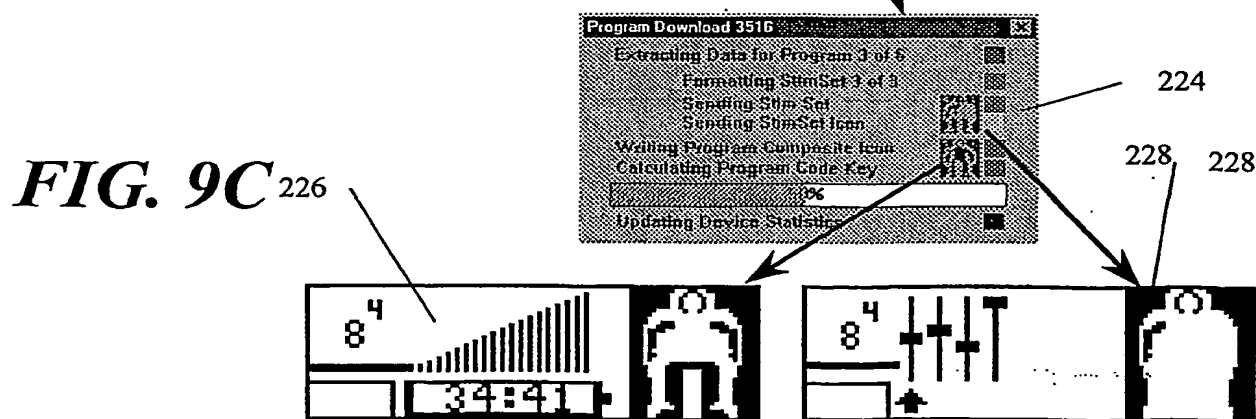 Program Download 3516
Extracting Data for Program 3 of 6
Formatting StimSet 3 of 3
Sending Stim Set
Sending StimSet Icon
Writing Program Composite Icon
Calculating Program Code Key
%
Updating Device Statistics
224
228 228
FIG. 9C
226
8 4
34:41
8 4